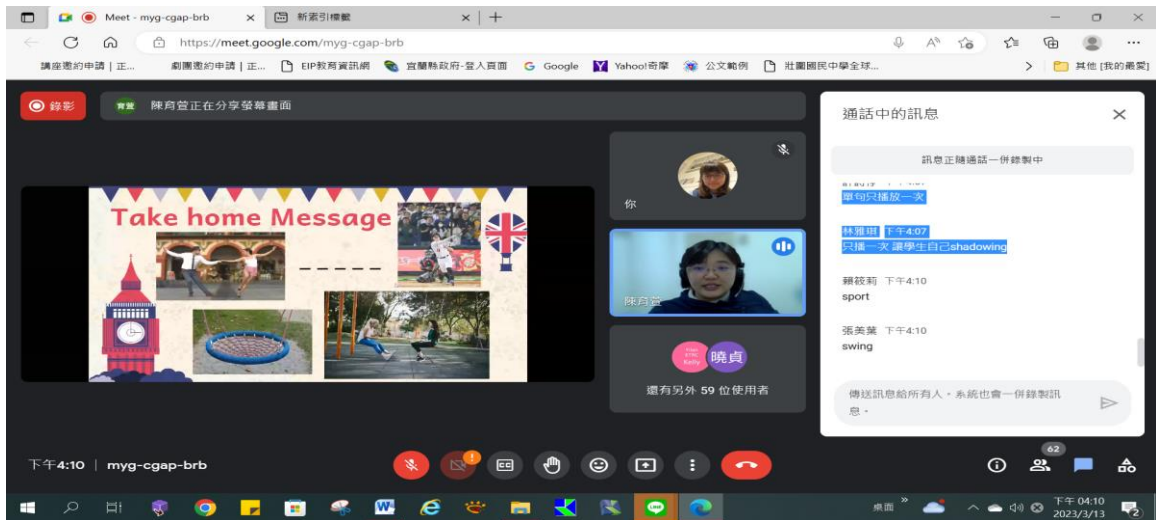 Meet - myg-cgap-brb
新索引標籤
https://meet.google.com/myg-cgap-brb
講座邀約申請 | 正...
劇團邀約申請 | 正...
EIP教育資訊網
宜蘭縣政府-登入頁面
Google
Yahoo!奇摩
公文範例
壯圍國民中學全球...
其他 [我的最愛]
錄影
育萱
陳育萱正在分享螢幕畫面
Take home Message
_ _ _ _ _
你
陳育萱
Kelly
曉貞
還有另外 59 位使用者
通話中的訊息
訊息正隨通話一併錄製中
單句只播放一次
林雅琪 下午4:07
只播一次 讓學生自己shadowing
賴筱莉 下午4:10
sport
張美葉 下午4:10
swing
傳送訊息給所有人。系統也會一併錄製訊
息。
下午4:10 | myg-cgap-brb
62
桌面
下午 04:10
2023/3/13
2